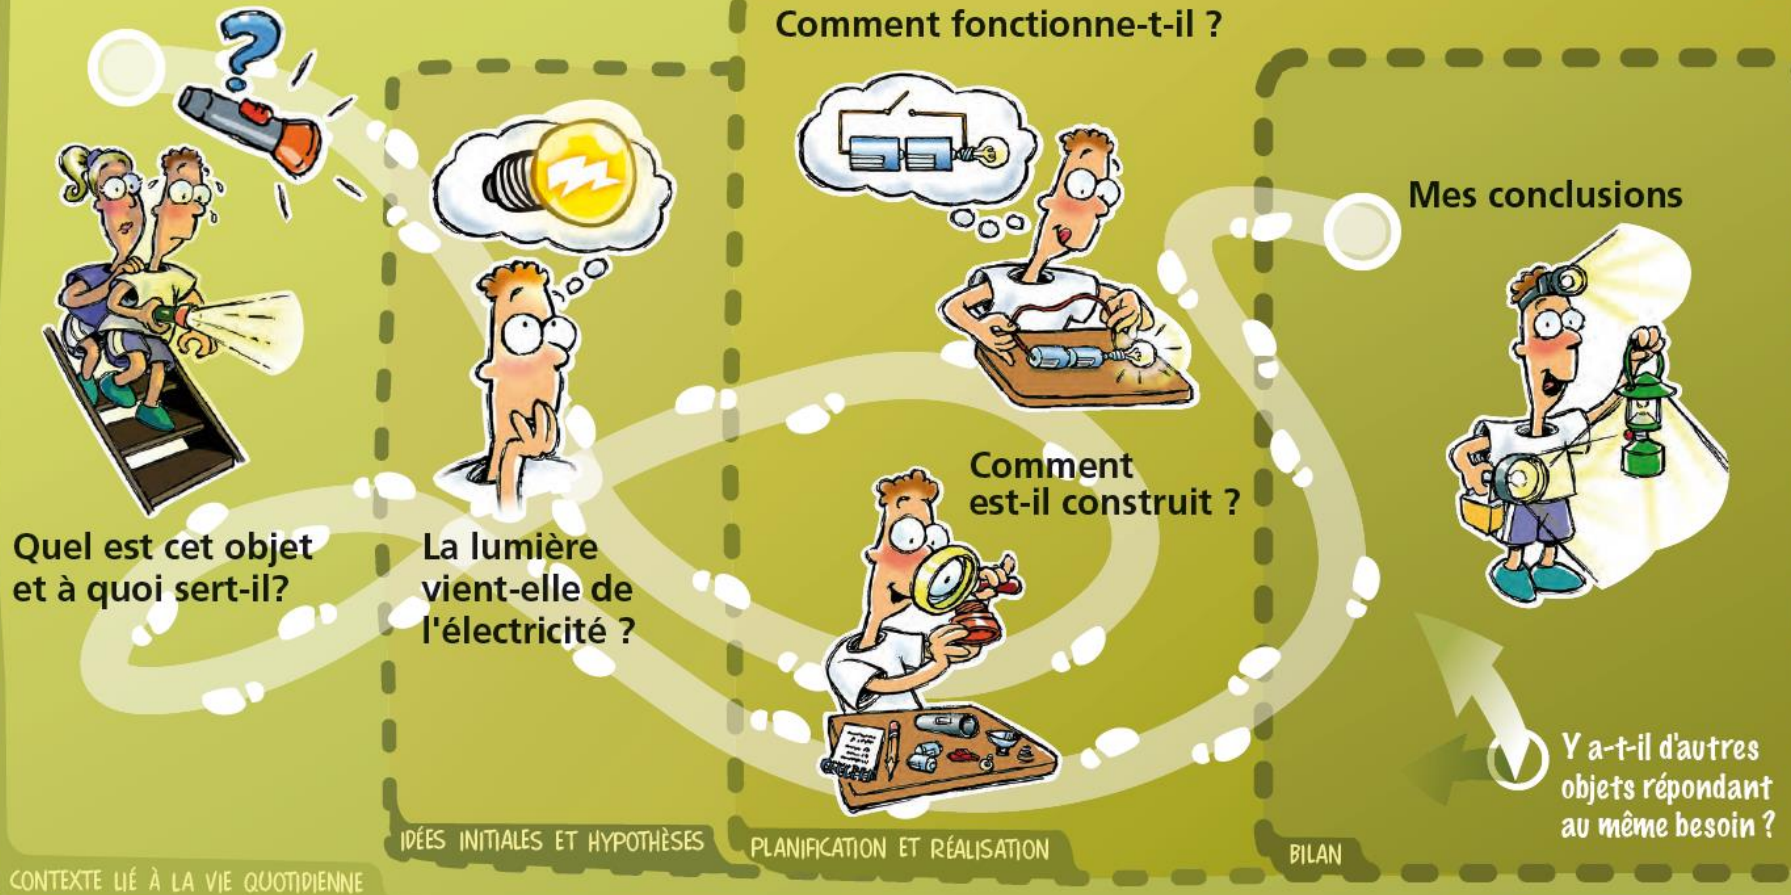 Comment fonctionne-t-il ?
Mes conclusions
Comment
est-il construit ?
Quel est cet objet
et à quoi sert-il?
La lumière
vient-elle de
l'électricité ?
Y a-t-il d'autres
objets répondant
au même besoin ?
IDÉES INITIALES ET HYPOTHÈSES
PLANIFICATION ET RÉALISATION
BILAN
CONTEXTE LIÉ À LA VIE QUOTIDIENNE